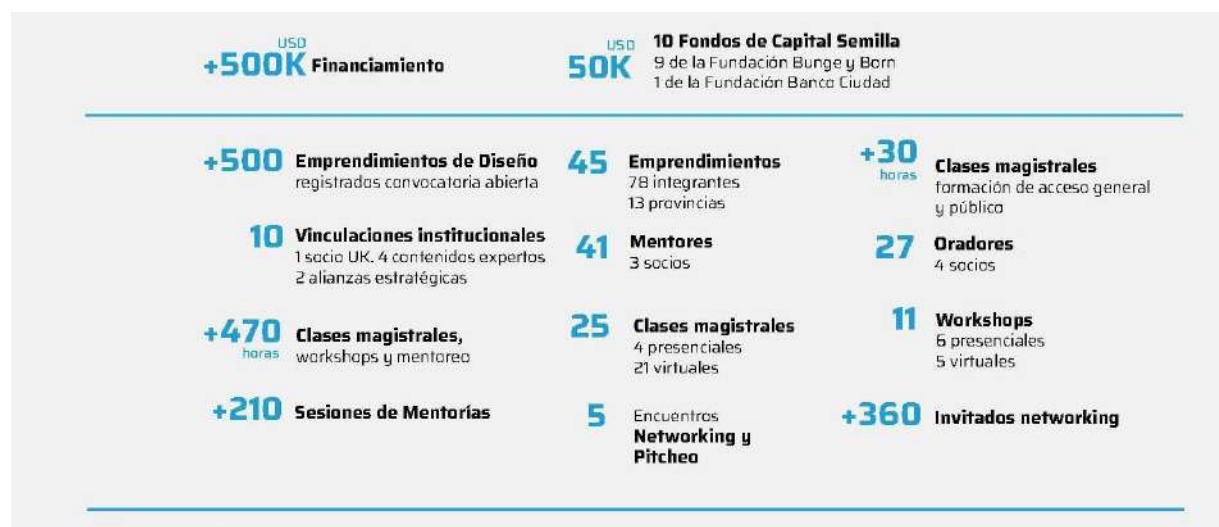 USD
+500K Financiamiento
USD
50K
10 Fondos de Capital Semilla
9 de la Fundación Bunge y Born
1 de la Fundación Banco Ciudad
+500 Emprendimientos de Diseño
registrados convocatoria abierta
45 Emprendimientos
78 integrantes
13 provincias
+30
horas
Clases magistrales
formación de acceso general
y público
10 Vinculaciones institucionales
1 socio UK. 4 contenidos expertos
2 alianzas estratégicas
41 Mentores
3 socios
27 Oradores
4 socios
+470
horas
Clases magistrales,
workshops y mentoreo
25 Clases magistrales
4 presenciales
21 virtuales
11 Workshops
6 presenciales
5 virtuales
+210 Sesiones de Mentorías
5 Encuentros
Networking y
Pitcheo
+360 Invitados networking